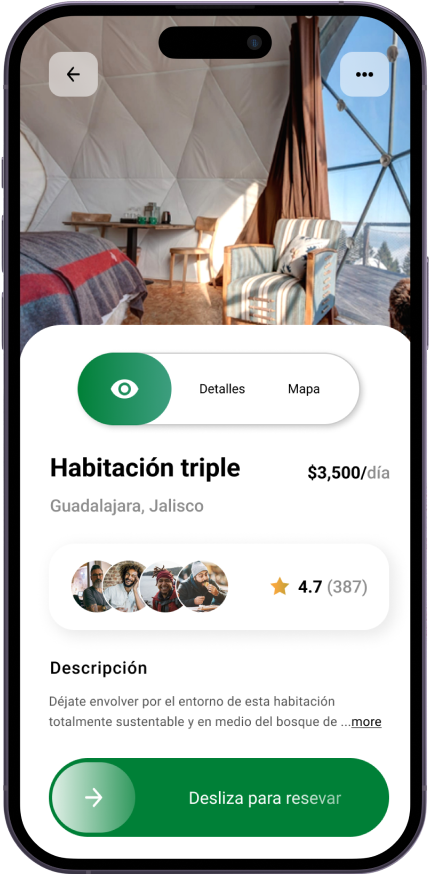 Detalles Mapa
Habitación triple
$3,500/día
Guadalajara, Jalisco
4.7 (387)
Descripción
Déjate envolver por el entorno de esta habitación
totalmente sustentable y en medio del bosque de ...more
Desliza para resevar